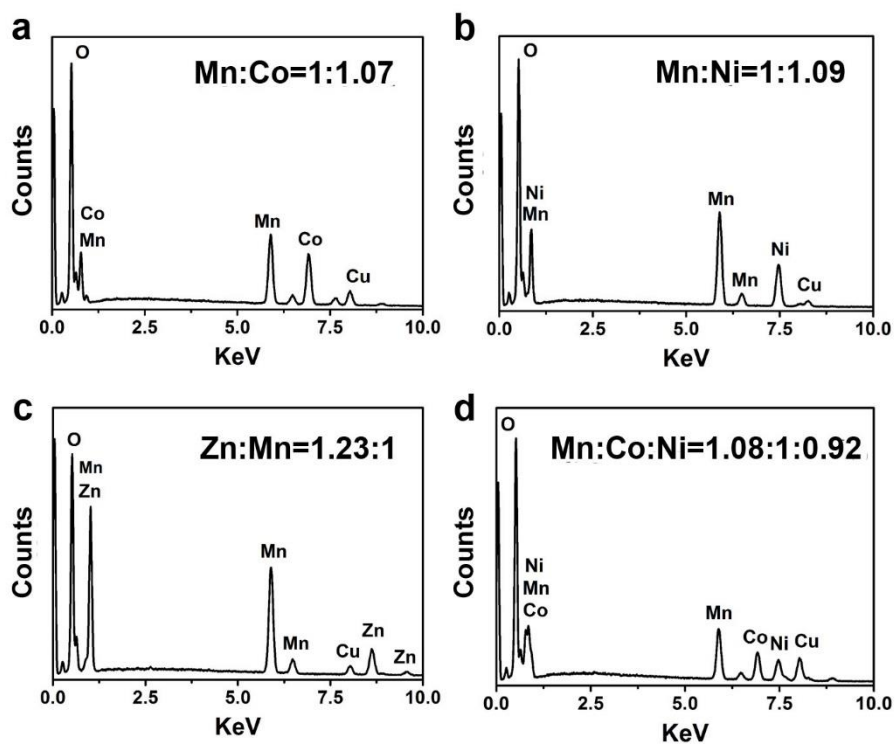 a
Mn:Co=1:1.07
O
Co
Mn
Mn
Co
Cu
Counts
0.0 2.5 5.0 7.5 10.0
KeV
b
Mn:Ni=1:1.09
O
Ni
Mn
Mn
Mn
Ni
Cu
Counts
0.0 2.5 5.0 7.5 10.0
KeV
c
Zn:Mn=1.23:1
O
Mn
Zn
Mn
Mn
Cu
Zn
Zn
Counts
0.0 2.5 5.0 7.5 10.0
KeV
d
Mn:Co:Ni=1.08:1:0.92
O
Ni
Mn
Co
Mn
Co
Ni
Cu
Counts
0.0 2.5 5.0 7.5 10.0
KeV